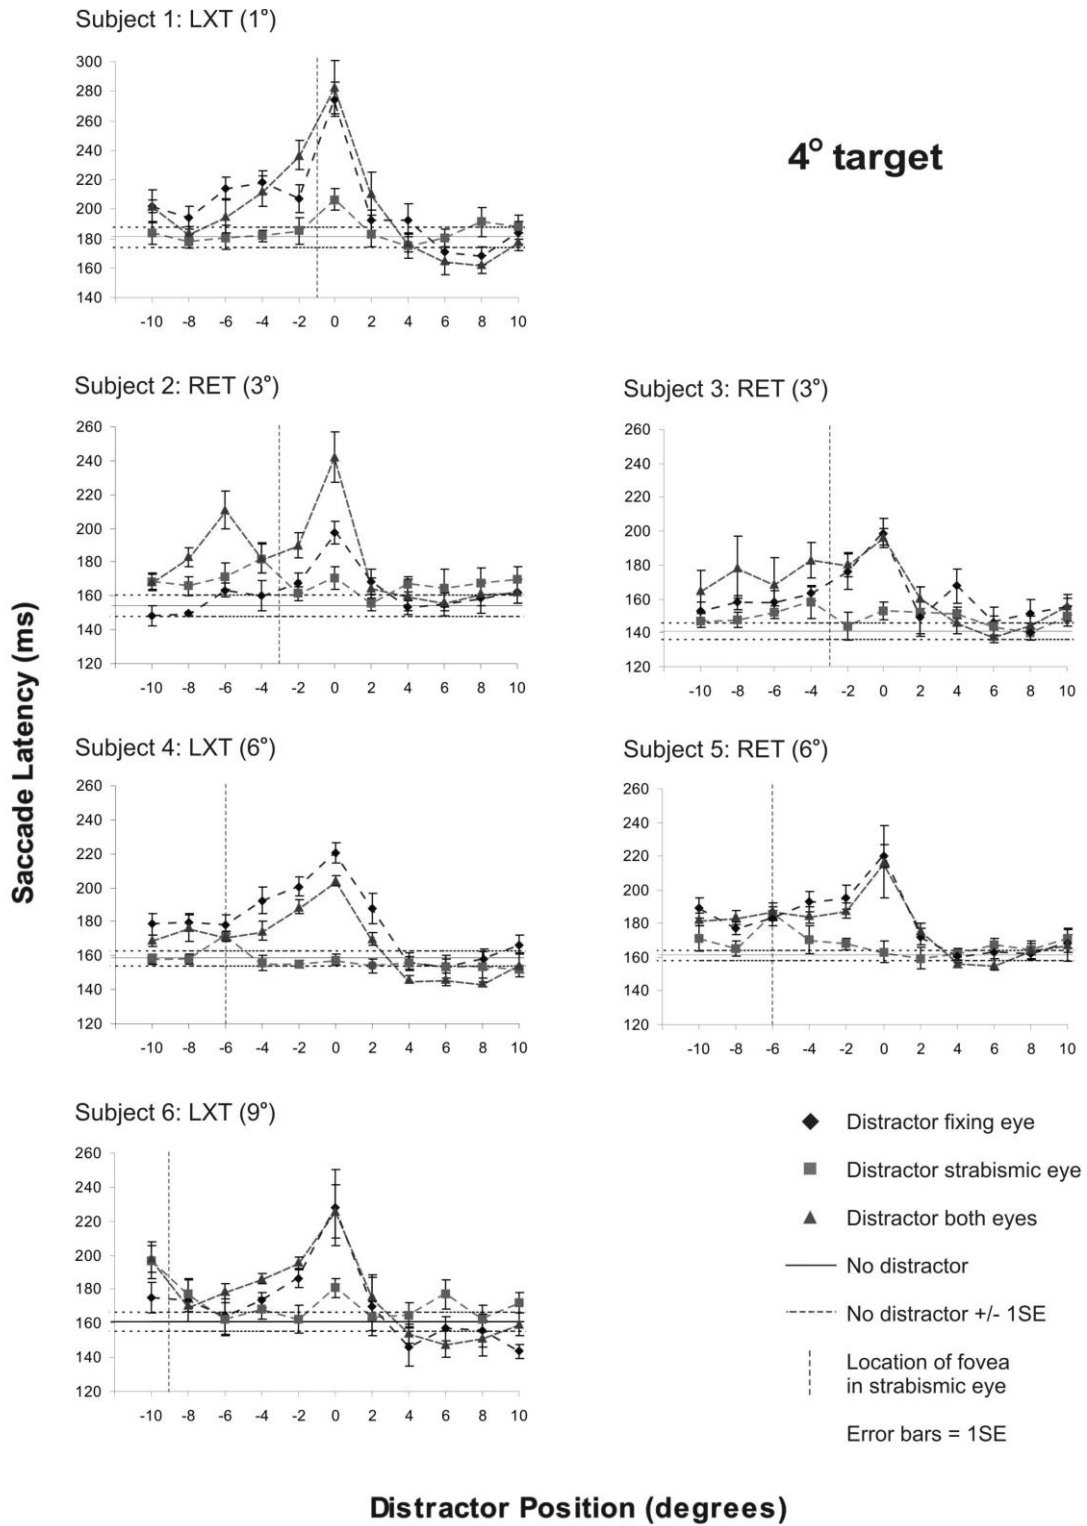 Subject 1: LXT (1°)
300
280
260
240
220
200
180
160
140
-10 -8 -6 -4 -2 0 2 4 6 8 10
4° target
Subject 2: RET (3°)
260
240
220
200
180
160
140
120
-10 -8 -6 -4 -2 0 2 4 6 8 10
Subject 3: RET (3°)
260
240
220
200
180
160
140
120
-10 -8 -6 -4 -2 0 2 4 6 8 10
Saccade Latency (ms)
Subject 4: LXT (6°)
260
240
220
200
180
160
140
120
-10 -8 -6 -4 -2 0 2 4 6 8 10
Subject 5: RET (6°)
260
240
220
200
180
160
140
120
-10 -8 -6 -4 -2 0 2 4 6 8 10
Subject 6: LXT (9°)
260
240
220
200
180
160
140
120
-10 -8 -6 -4 -2 0 2 4 6 8 10
Distractor fixing eye
Distractor strabismic eye
Distractor both eyes
No distractor
No distractor +/- 1SE
Location of fovea
in strabismic eye
Error bars = 1SE
Distractor Position (degrees)